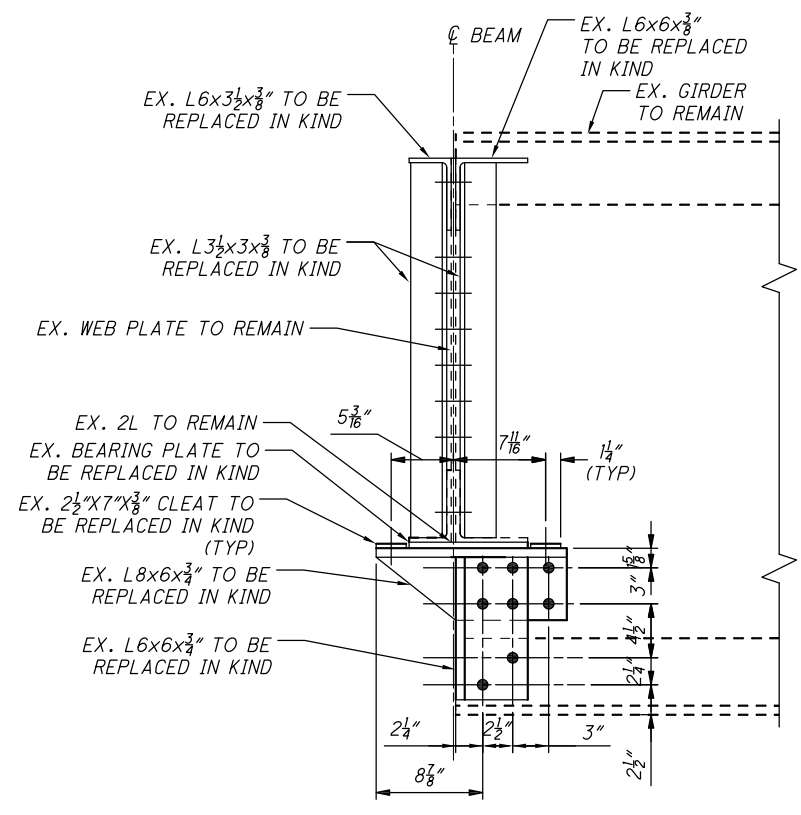 ℄ BEAM
EX. L6x6x3/8"
TO BE REPLACED
IN KIND
EX. GIRDER
TO REMAIN
EX. L6x3 1/2x3/8" TO BE
REPLACED IN KIND
EX. L3 1/2x3x3/8 TO BE
REPLACED IN KIND
EX. WEB PLATE TO REMAIN
EX. 2L TO REMAIN
EX. BEARING PLATE TO
BE REPLACED IN KIND
EX. 2 1/2"X7"X3/8" CLEAT TO
BE REPLACED IN KIND
(TYP)
EX. L8x6x3/4" TO BE
REPLACED IN KIND
EX. L6x6x3/4" TO BE
REPLACED IN KIND
5 3/16"
7 11/16"
1 1/4"
(TYP)
1 5/8"
3"
4 1/2"
2 1/4"
2 1/2"
2 1/4"
2 1/2"
3"
8 7/8"